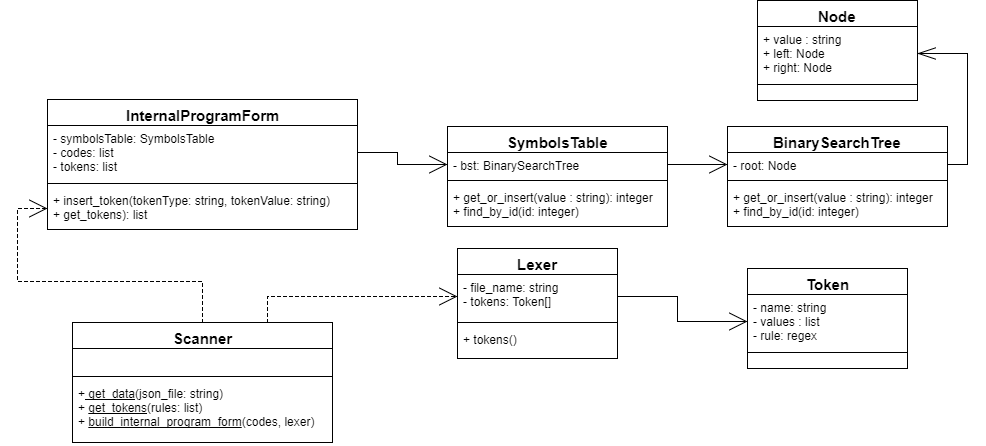 Node
+ value : string
+ left: Node
+ right: Node
InternalProgramForm
- symbolsTable: SymbolsTable
- codes: list
- tokens: list
+ insert_token(tokenType: string, tokenValue: string)
+ get_tokens): list
SymbolsTable
- bst: BinarySearchTree
+ get_or_insert(value : string): integer
+ find_by_id(id: integer)
BinarySearchTree
- root: Node
+ get_or_insert(value : string): integer
+ find_by_id(id: integer)
Lexer
- file_name: string
- tokens: Token[]
+ tokens()
Token
- name: string
- values : list
- rule: regex
Scanner
+ get_data(json_file: string)
+ get_tokens(rules: list)
+ build_internal_program_form(codes, lexer)